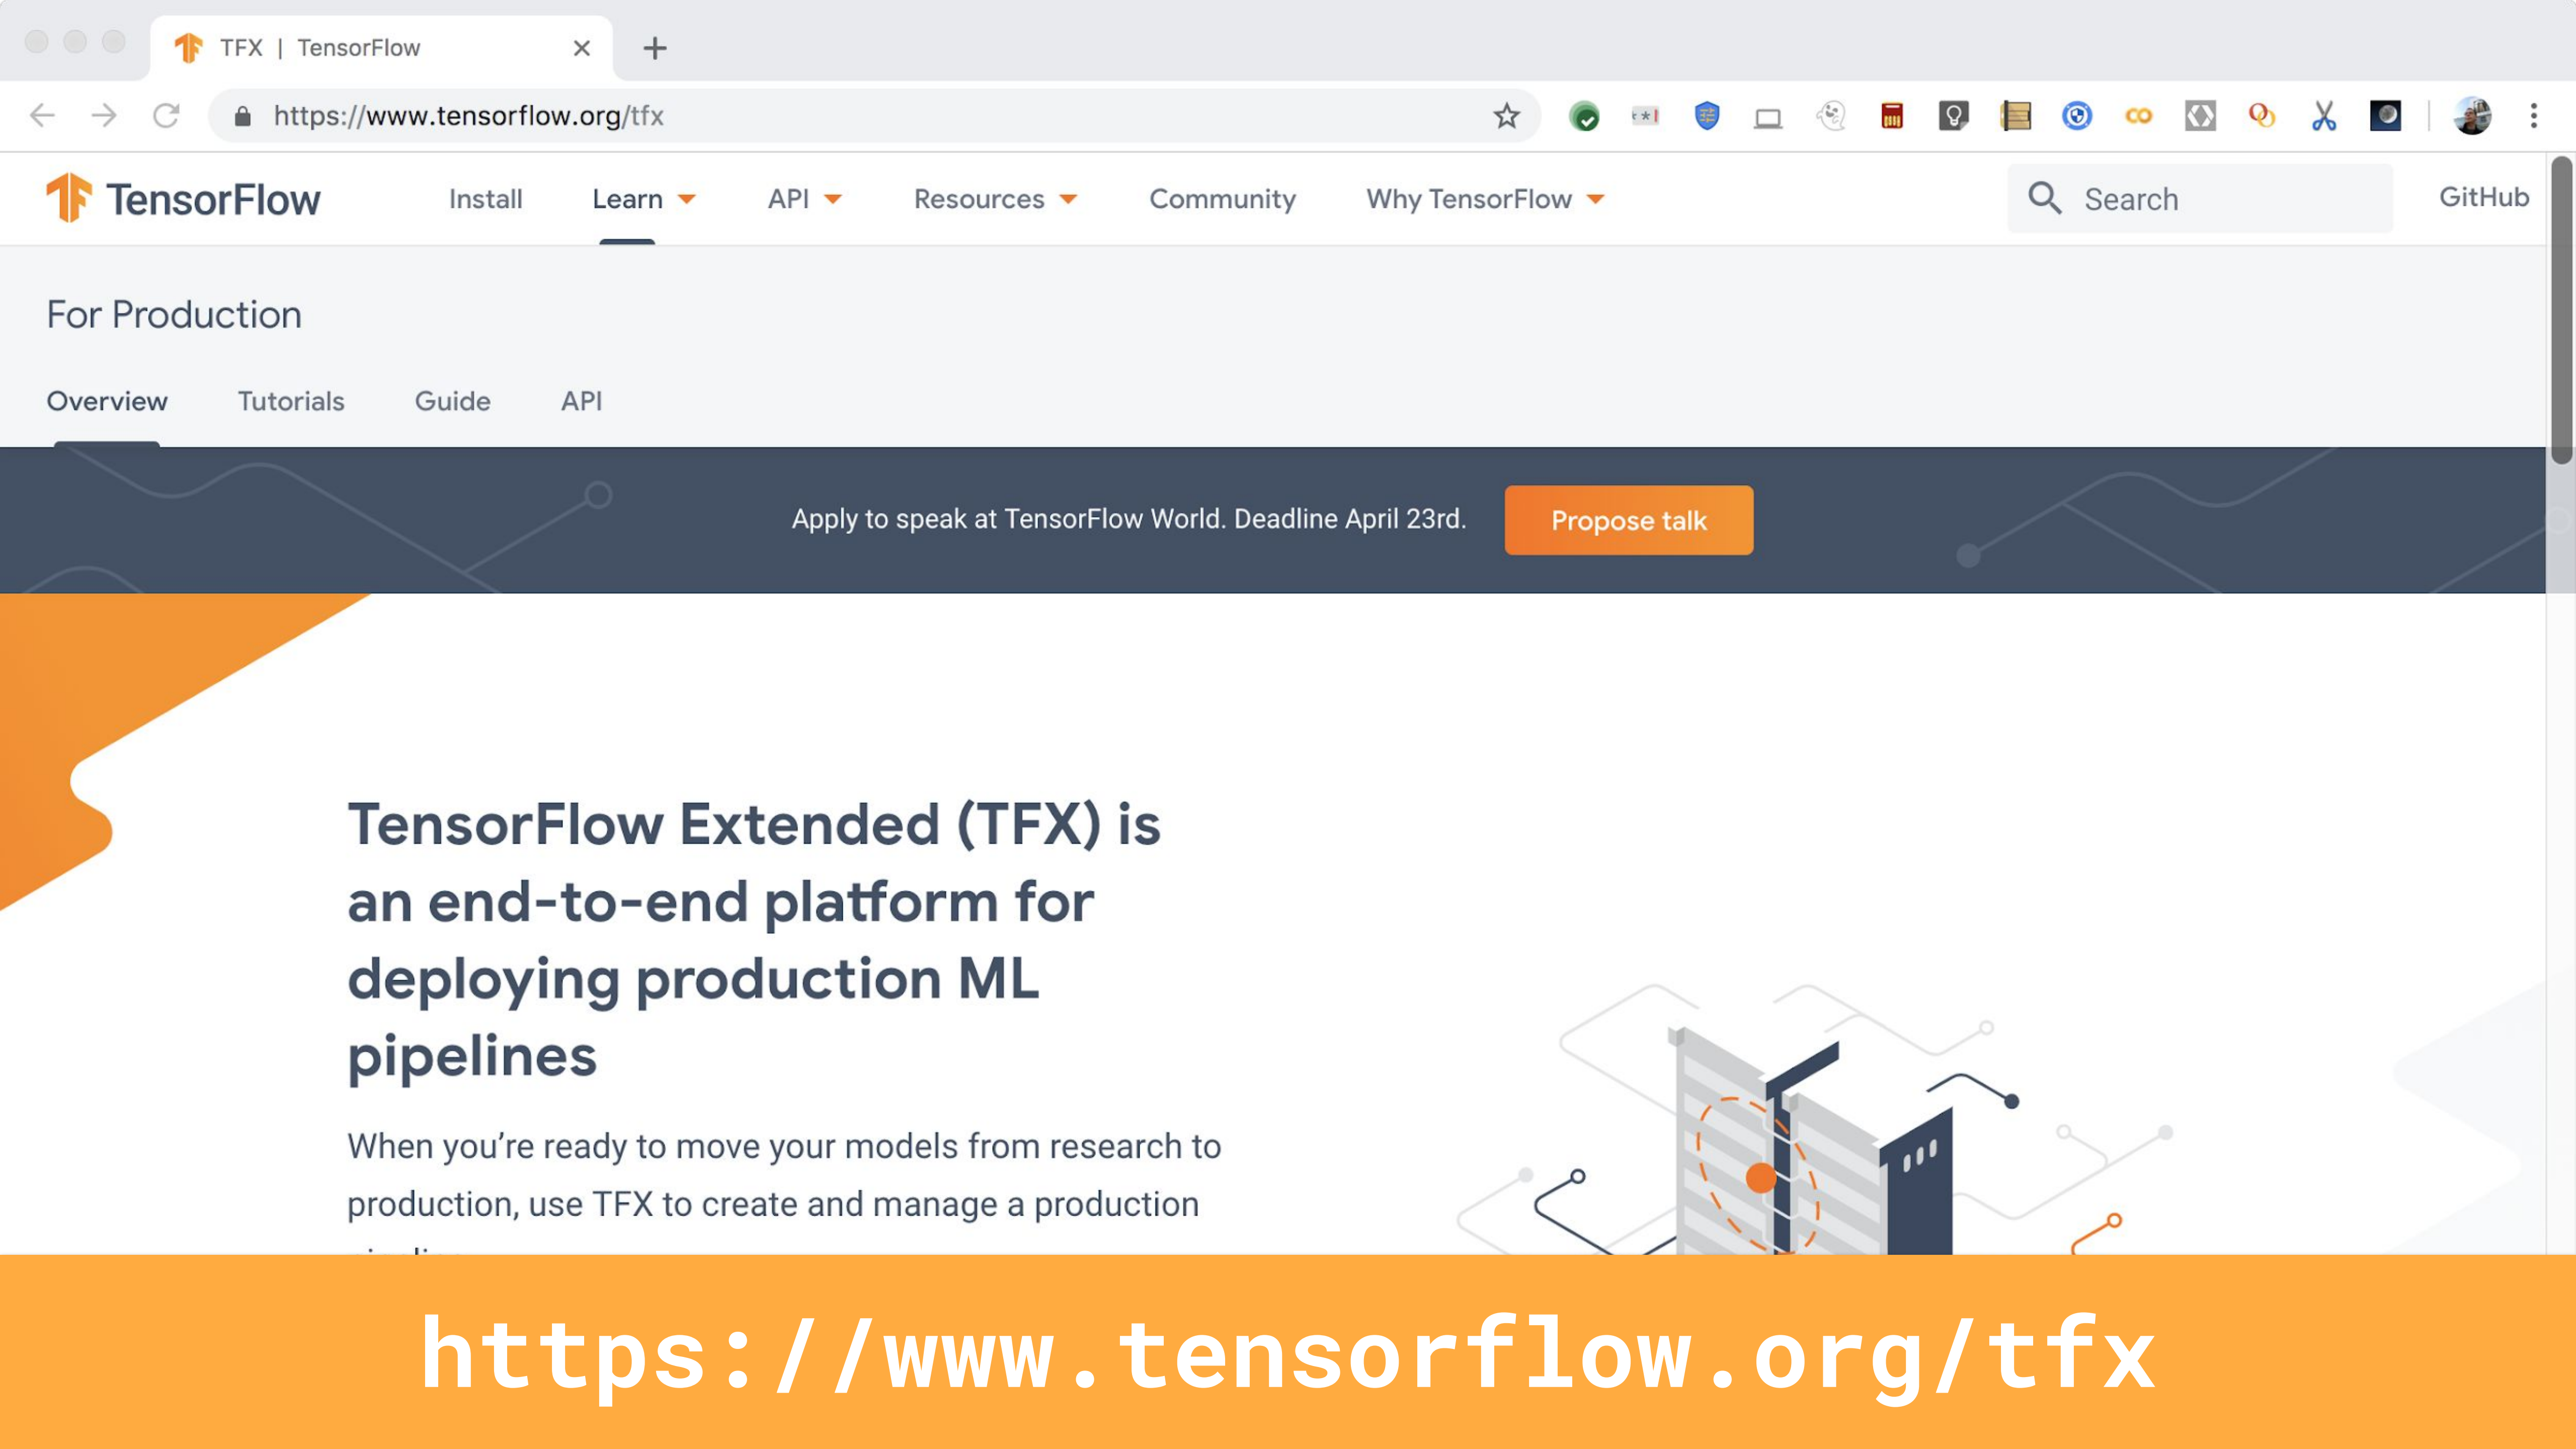 TFX | TensorFlow
https://www.tensorflow.org/tfx
TensorFlow
Install
Learn
API
Resources
Community
Why TensorFlow
Search
GitHub
For Production
Overview
Tutorials
Guide
API
Apply to speak at TensorFlow World. Deadline April 23rd.
Propose talk
TensorFlow Extended (TFX) is
an end-to-end platform for
deploying production ML
pipelines
When you’re ready to move your models from research to
production, use TFX to create and manage a production
https://www.tensorflow.org/tfx